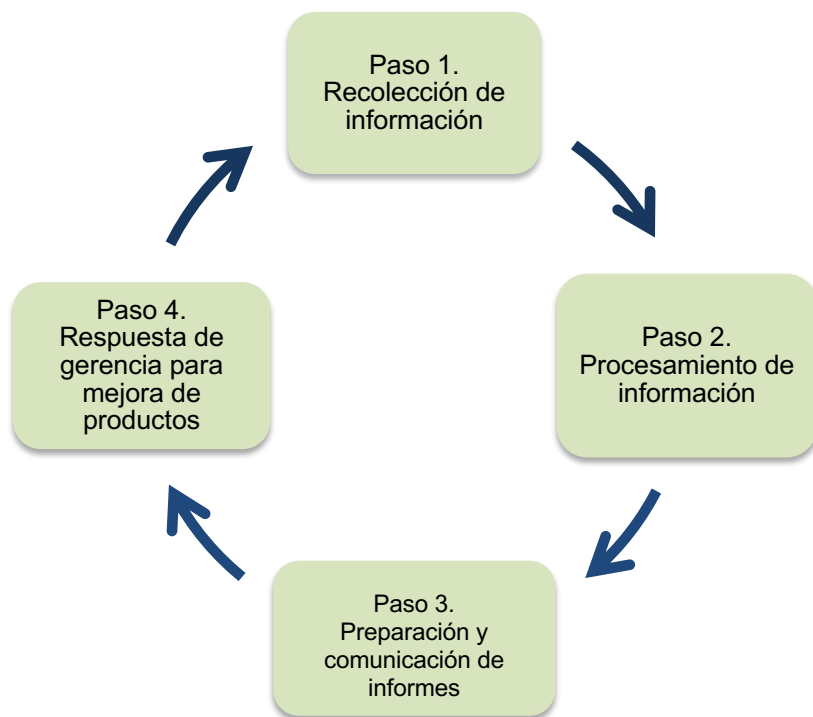 Paso 1.
Recolección de
información
Paso 2.
Procesamiento de
información
Paso 3.
Preparación y
comunicación de
informes
Paso 4.
Respuesta de
gerencia para
mejora de
productos